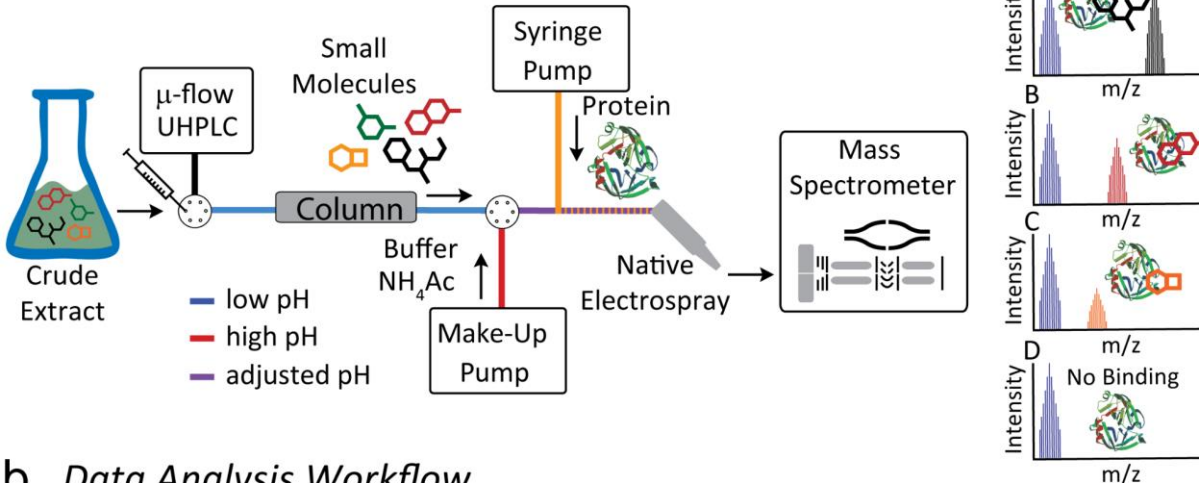 Small
Molecules
μ-flow
UHPLC
Syringe
Pump
Protein
Column
Crude
Extract
low pH
high pH
adjusted pH
Buffer
NH₄Ac
Make-Up
Pump
Native
Electrospray
Mass
Spectrometer
Intensity
m/z
B
Intensity
m/z
C
Intensity
m/z
D
No Binding
Intensity
m/z
b Data Analysis Workflow